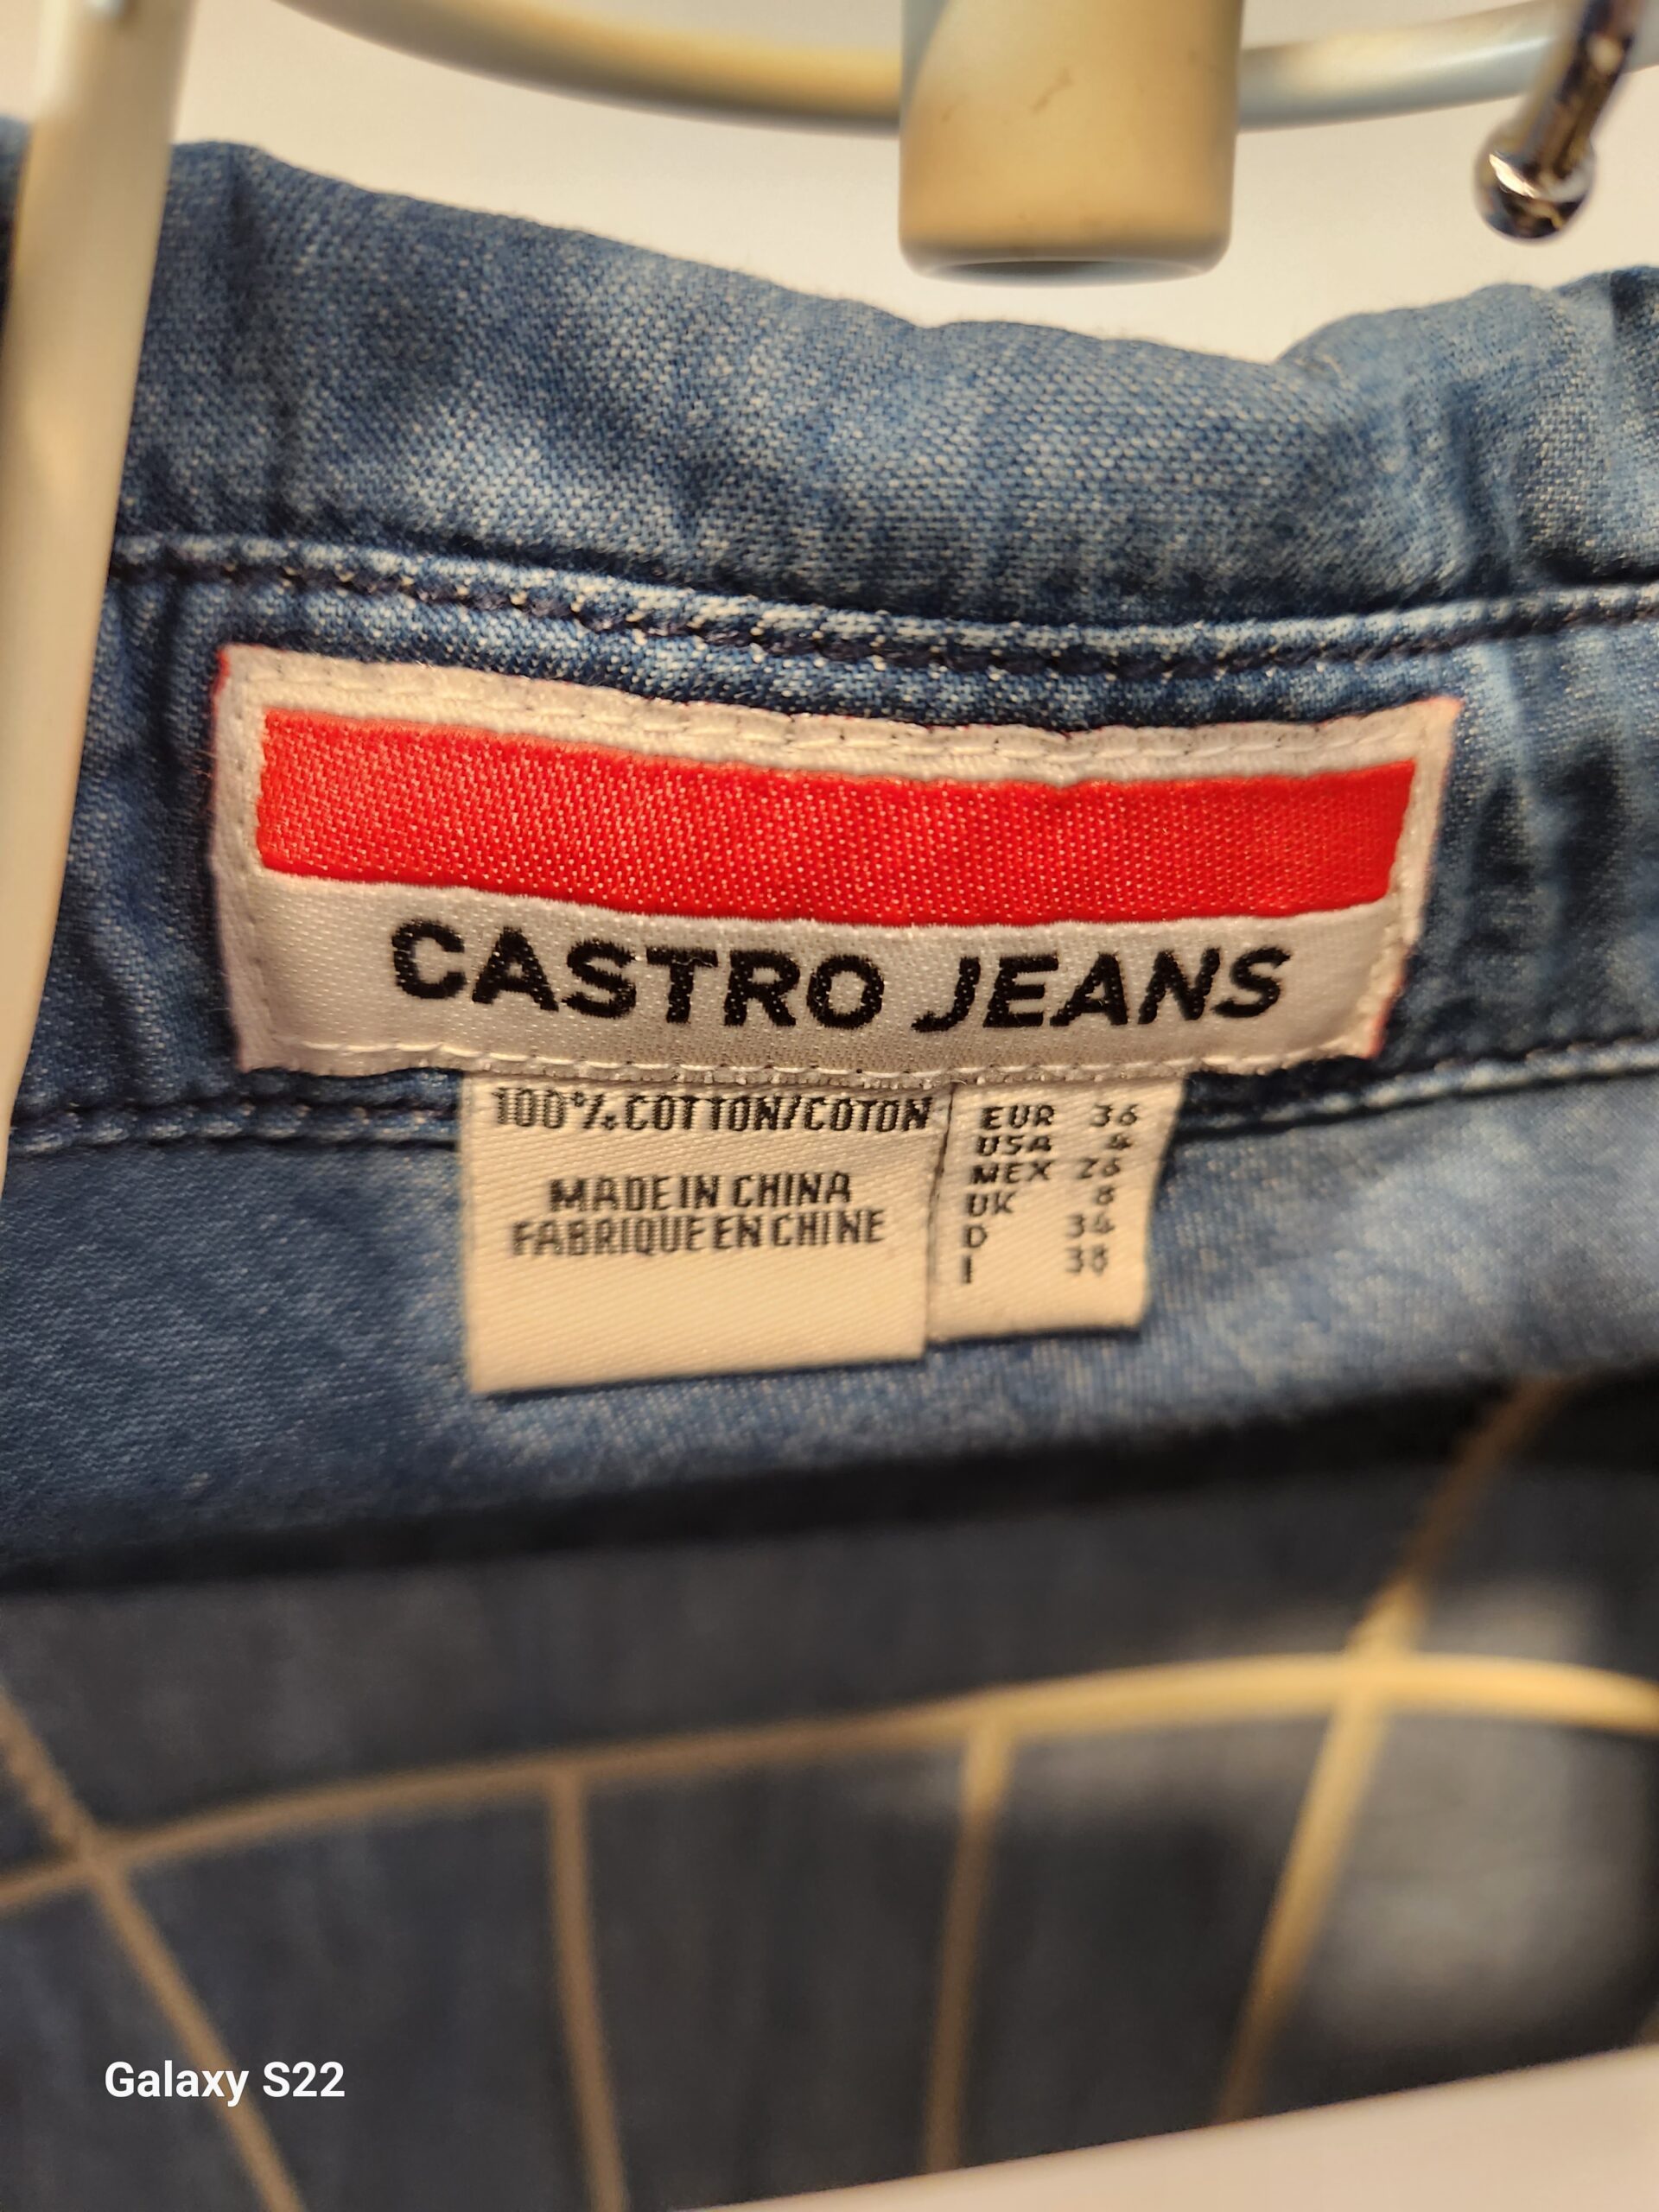 CASTRO JEANS
100% COTTON/COTON
MADE IN CHINA
FABRIQUE EN CHINE
EUR 36
USA 4
MEX 26
UK 8
D 34
I 38
Galaxy S22